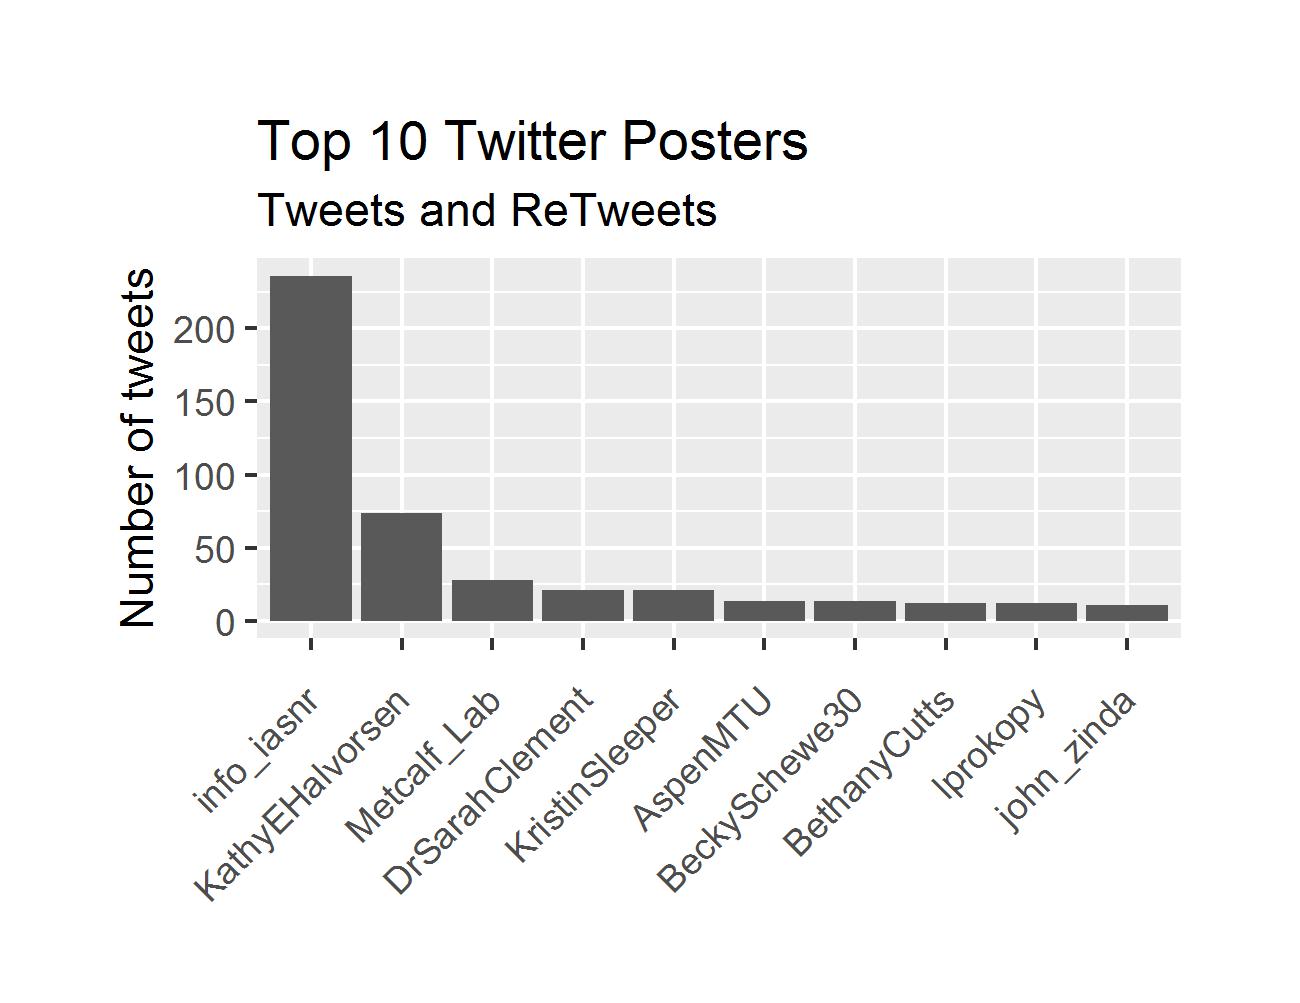 Top 10 Twitter Posters
Tweets and ReTweets
Number of tweets
200
150
100
50
0
info_iasnr
KathyEHalvorsen
Metcalf_Lab
DrSarahClement
KristinSleeper
AspenMTU
BeckySchewe30
BethanyCutts
lprokopy
john_zinda